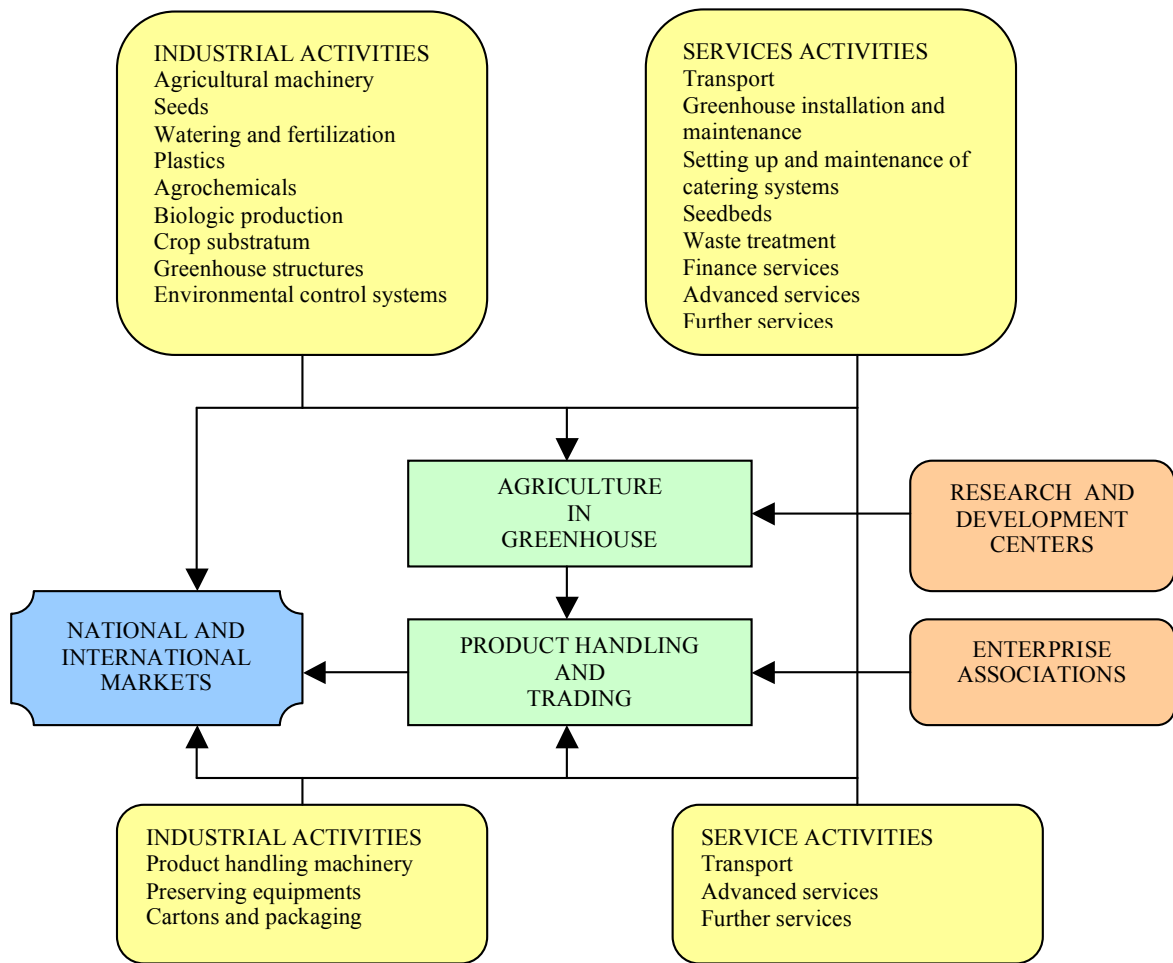 INDUSTRIAL ACTIVITIES
Agricultural machinery
Seeds
Watering and fertilization
Plastics
Agrochemicals
Biologic production
Crop substratum
Greenhouse structures
Environmental control systems
SERVICES ACTIVITIES
Transport
Greenhouse installation and
maintenance
Setting up and maintenance of
catering systems
Seedbeds
Waste treatment
Finance services
Advanced services
Further services
AGRICULTURE
IN
GREENHOUSE
RESEARCH AND
DEVELOPMENT
CENTERS
NATIONAL AND
INTERNATIONAL
MARKETS
PRODUCT HANDLING
AND
TRADING
ENTERPRISE
ASSOCIATIONS
INDUSTRIAL ACTIVITIES
Product handling machinery
Preserving equipments
Cartons and packaging
SERVICE ACTIVITIES
Transport
Advanced services
Further services